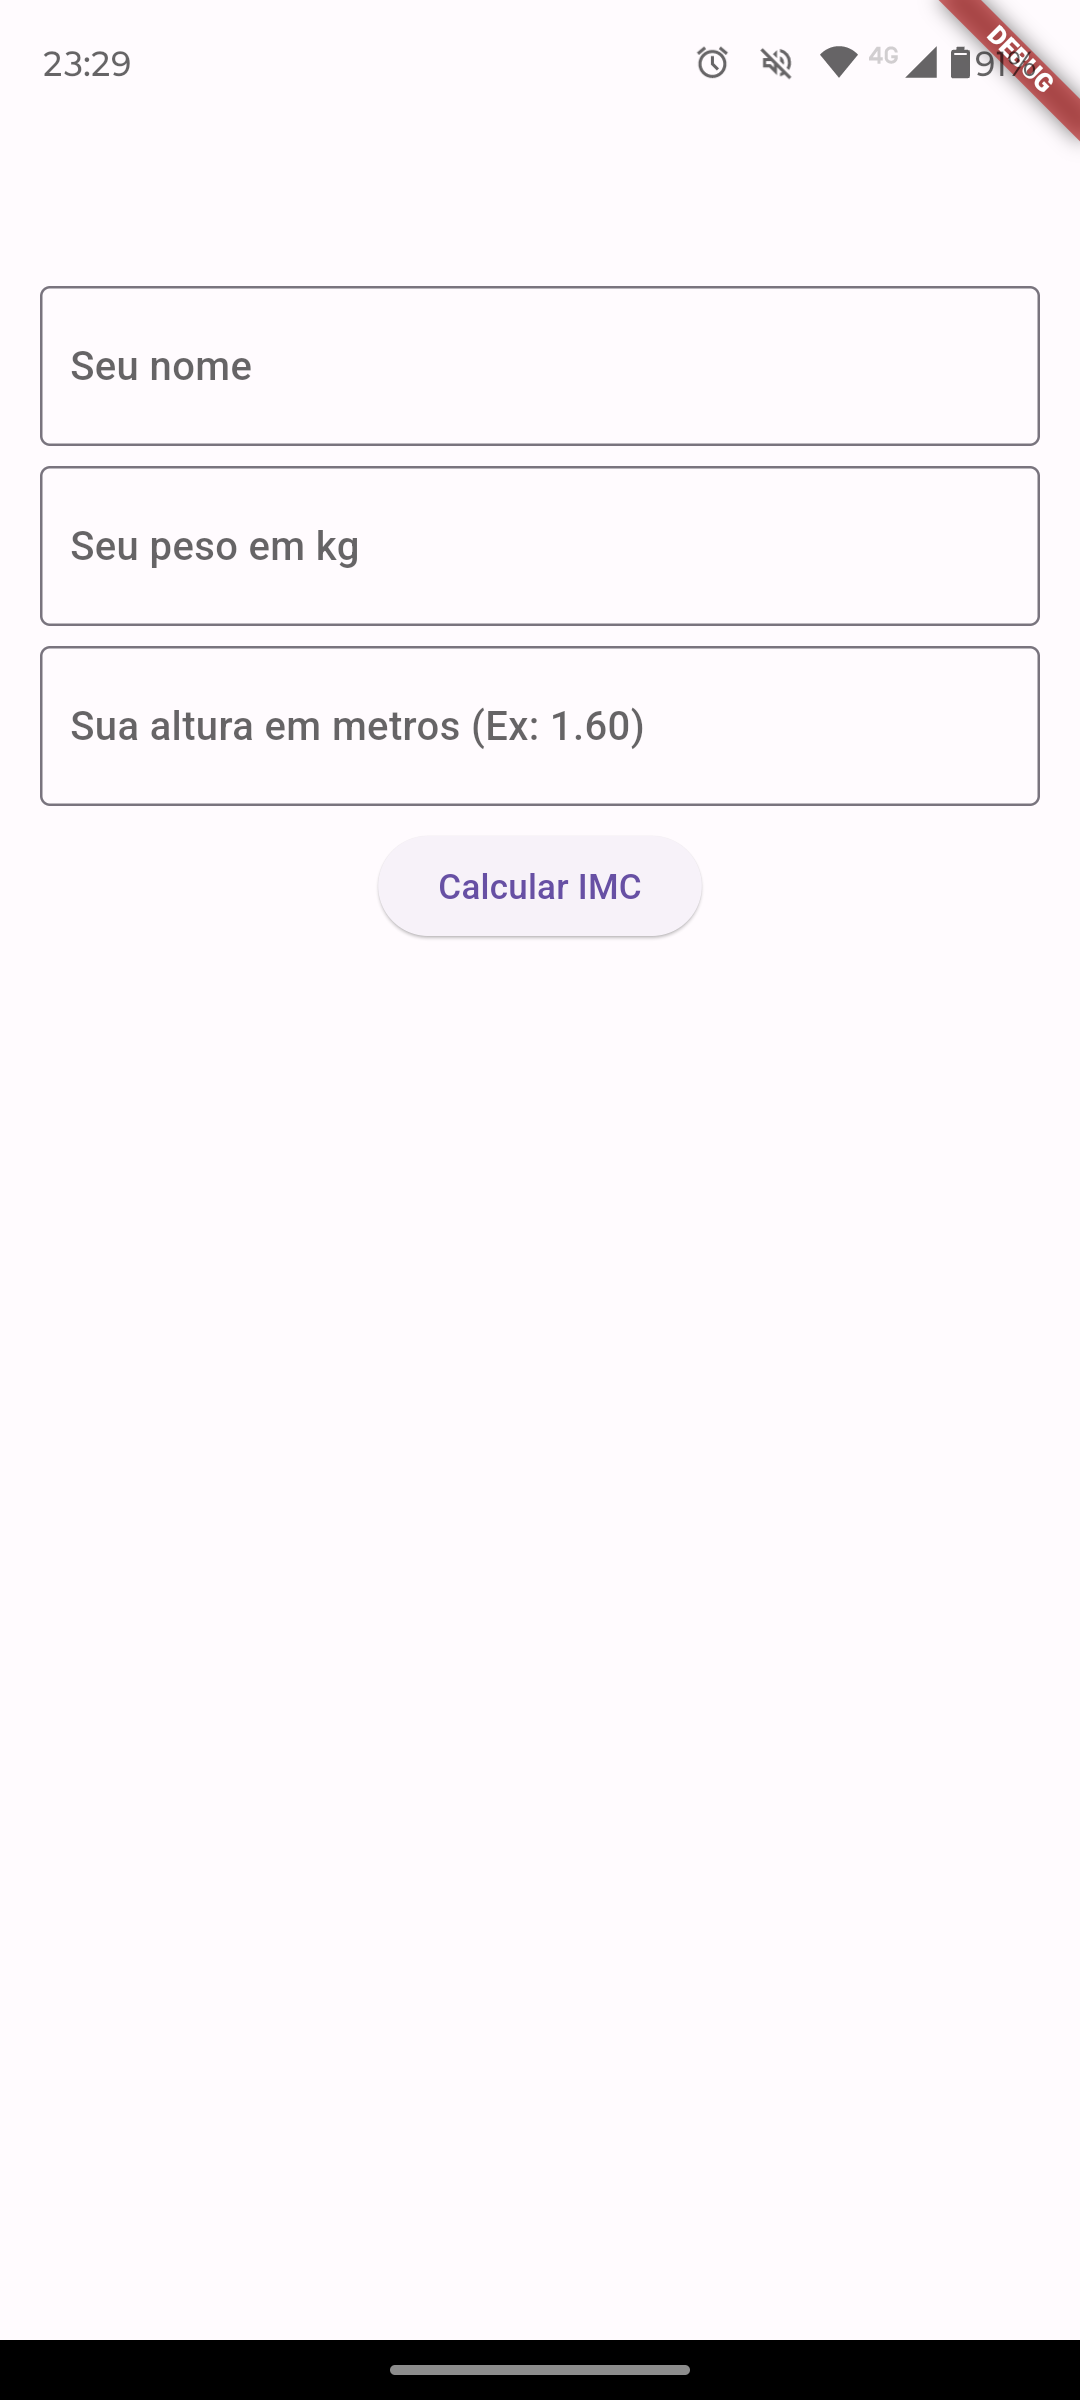 23:29
4G
91%
DEBUG
Seu nome
Seu peso em kg
Sua altura em metros (Ex: 1.60)
Calcular IMC